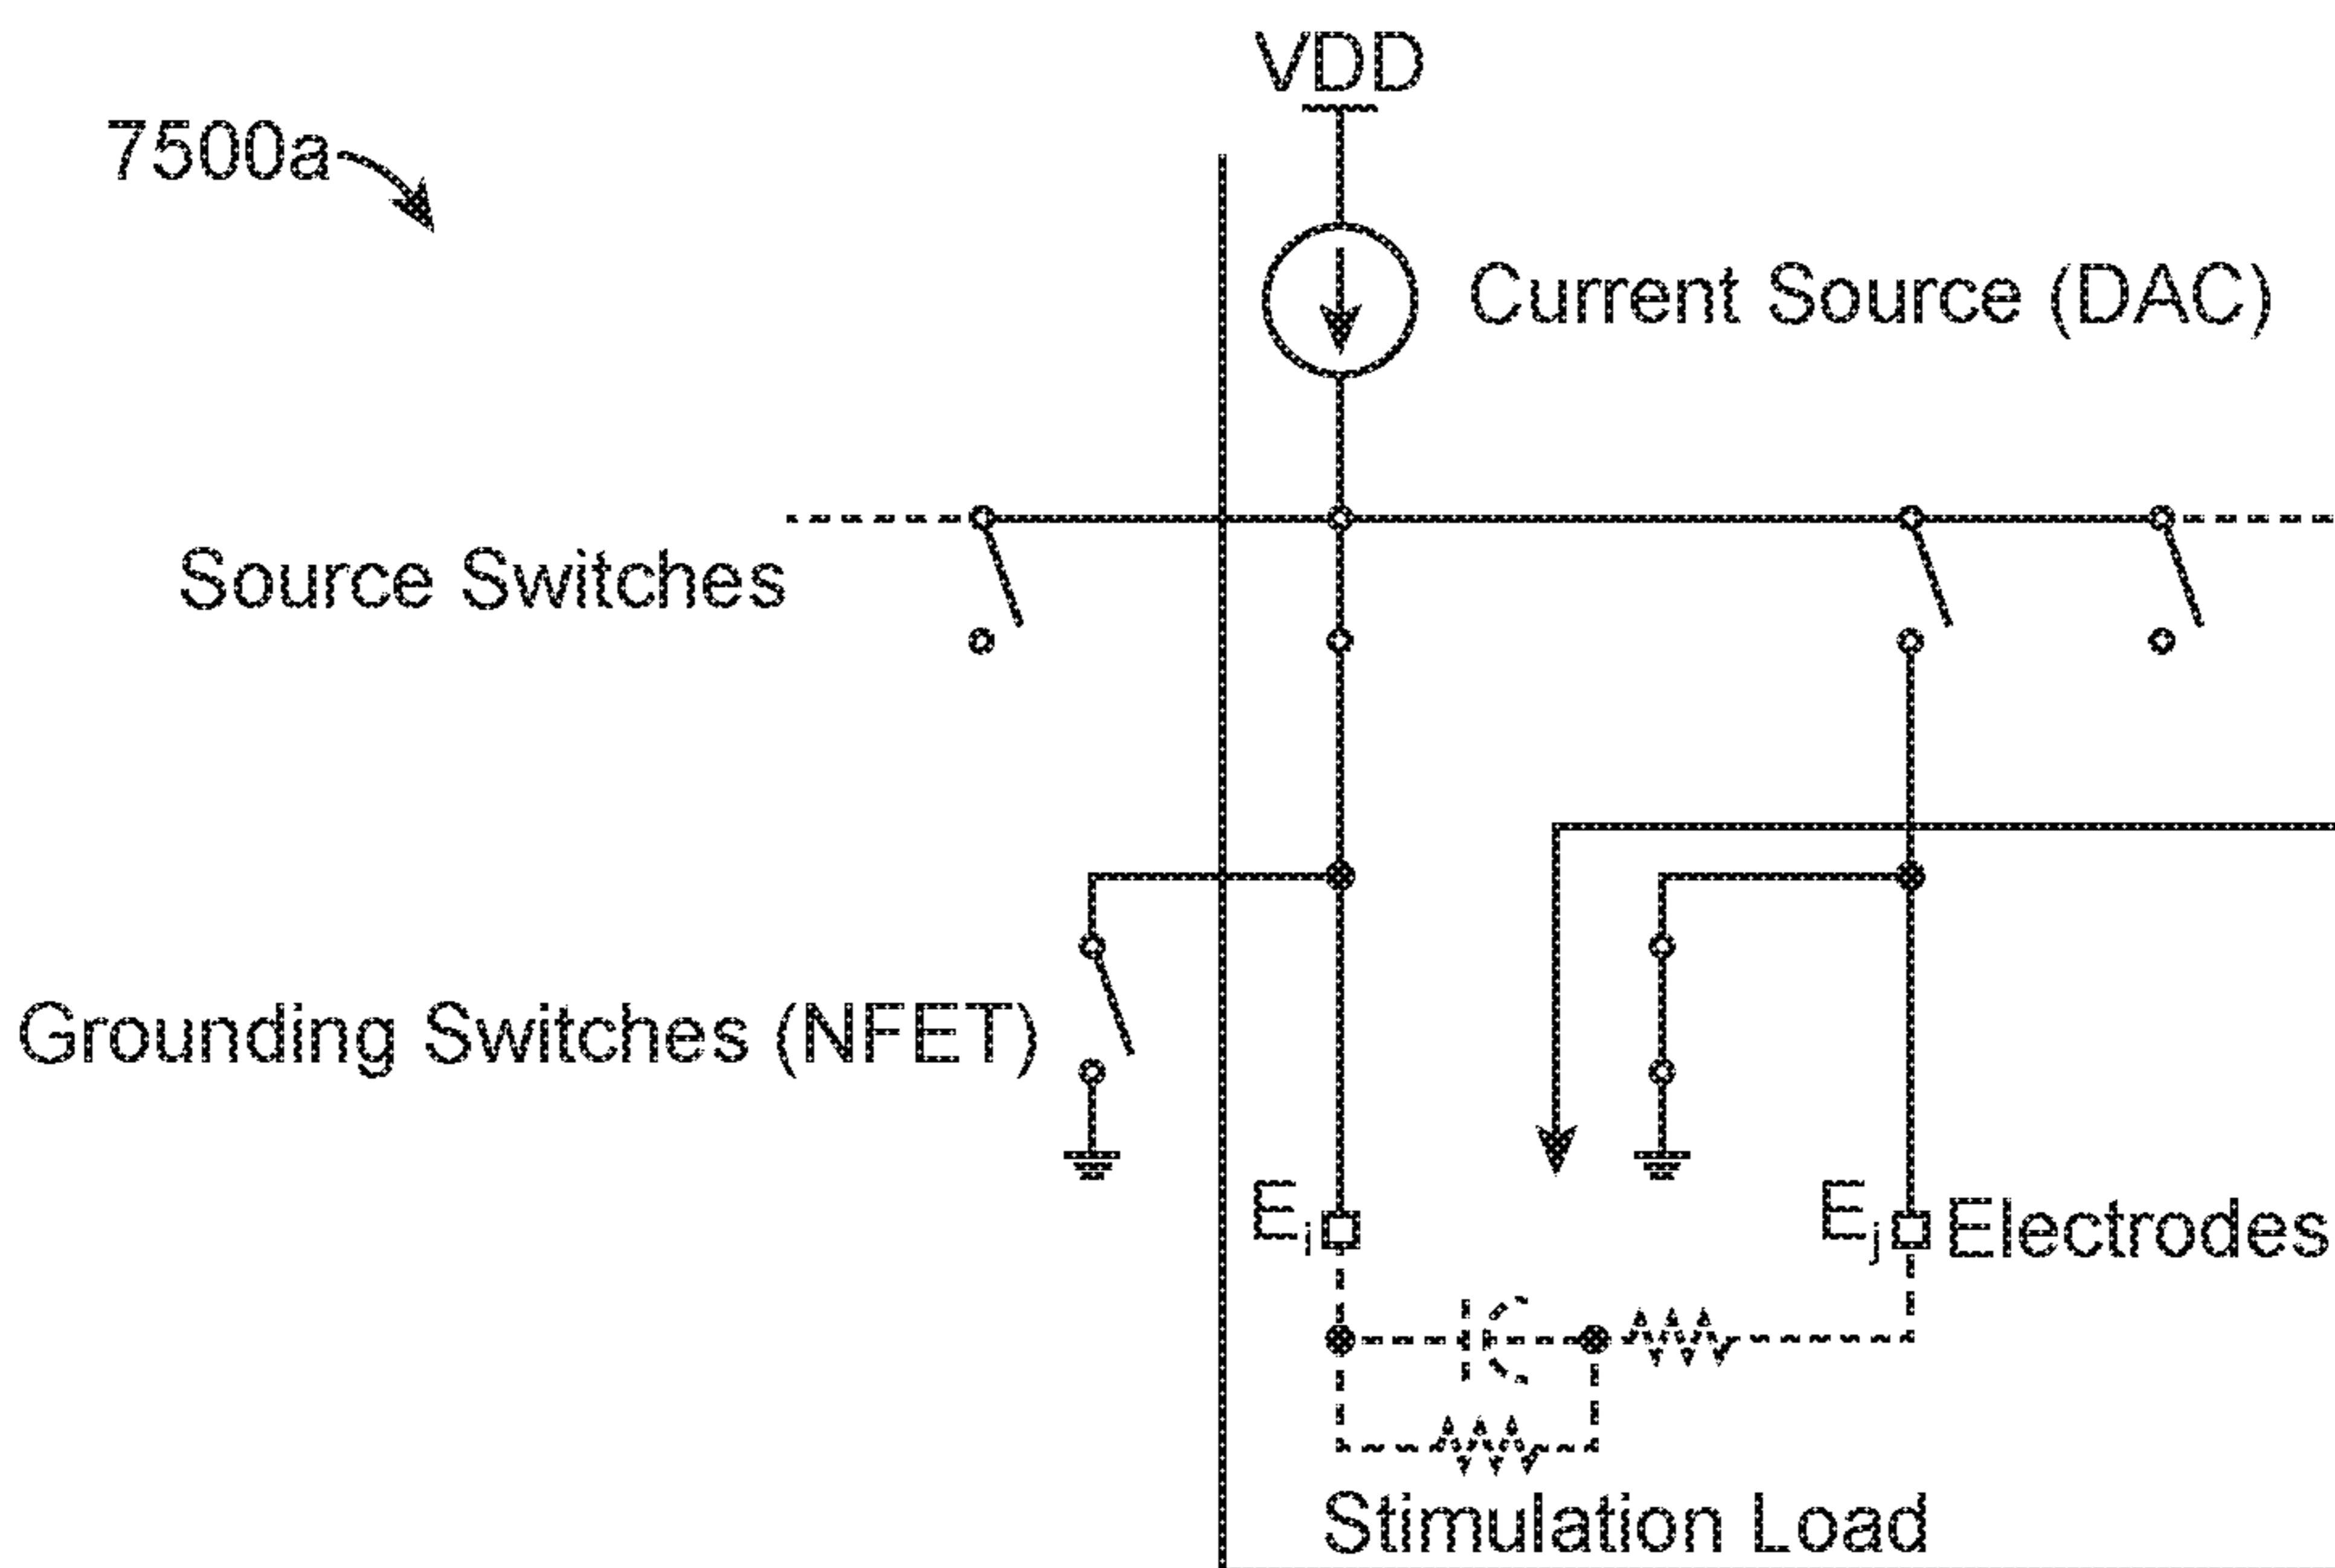 VDD
7500a
Current Source (DAC)
Source Switches
Grounding Switches (NFET)
Ei
Ej Electrodes
Stimulation Load